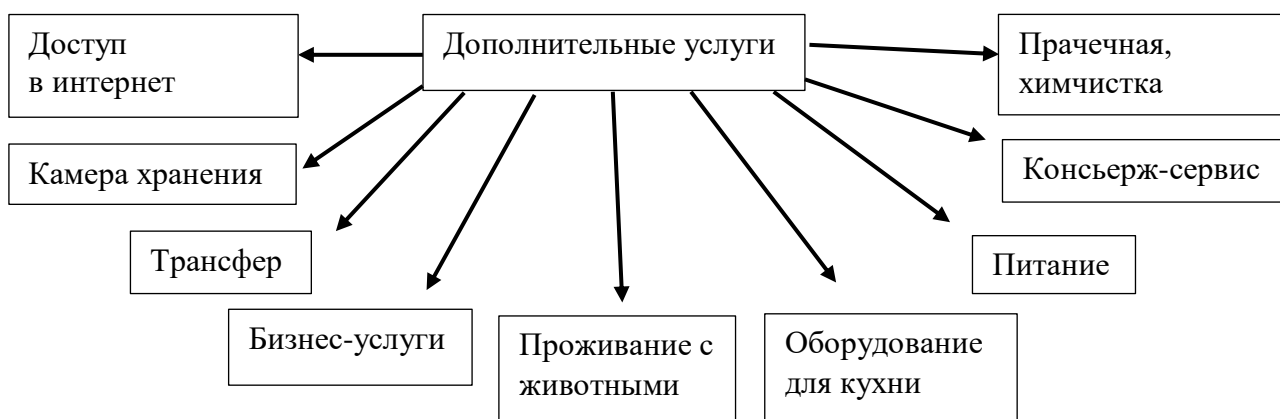 Дополнительные услуги
Доступ
в интернет
Прачечная,
химчистка
Камера хранения
Консьерж-сервис
Трансфер
Питание
Бизнес-услуги
Проживание с
животными
Оборудование
для кухни